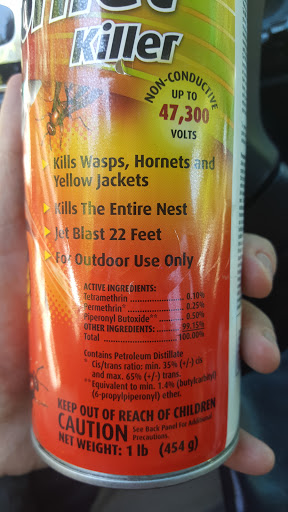 Killer
NON-CONDUCTIVE
UP TO
47,300
VOLTS
Kills Wasps, Hornets and
Yellow Jackets
Kills The Entire Nest
Jet Blast 22 Feet
For Outdoor Use Only
ACTIVE INGREDIENTS:
Tetramethrin .............. 0.10%
Permethrin* .............. 0.25%
Piperonyl Butoxide** ....... 0.50%
OTHER INGREDIENTS: ....... 99.15%
Total .............. 100.00%
Contains Petroleum Distillate
* Cis/trans ratio: min. 35% (+/-) cis
and max. 65% (+/-) trans.
**Equivalent to min. 1.4% (butylcarbityl)
(6-propylpiperonyl) ether.
KEEP OUT OF REACH OF CHILDREN
CAUTION See Back Panel For Additional
Precautions.
NET WEIGHT: 1 lb (454 g)